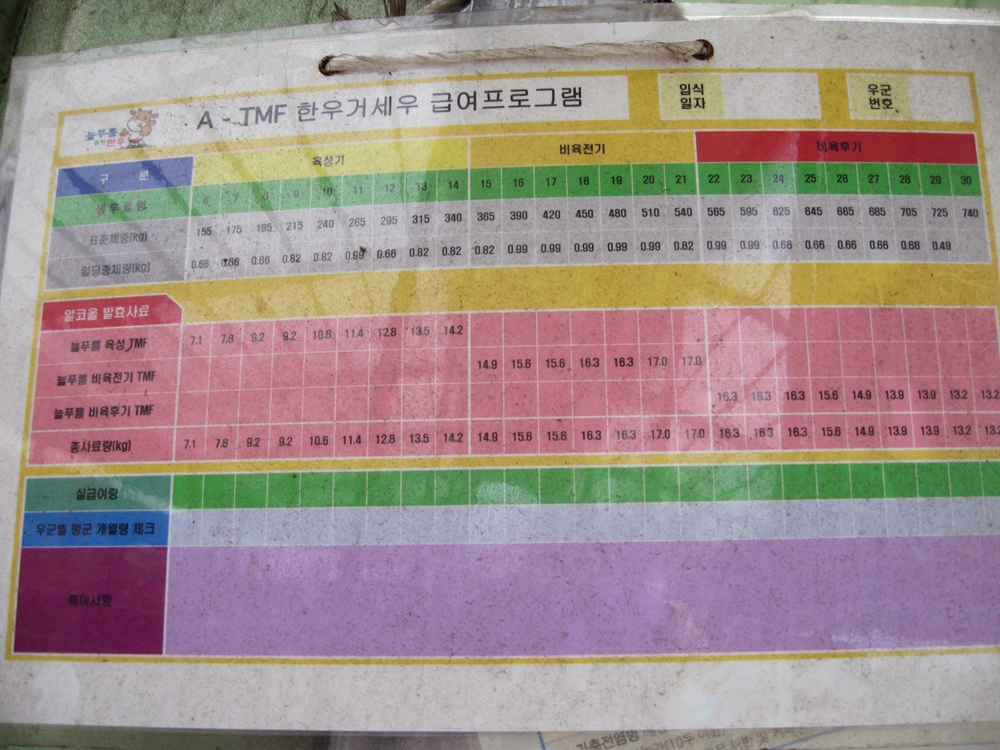 A - TMF 한우거세우 급여프로그램
입식 일자
우군 번호
늘푸름
한우
구 분 육성기 비육전기 비육후기
생후월령 6 7 8 9 10 11 12 13 14 15 16 17 18 19 20 21 22 23 24 25 26 27 28 29 30
표준체중(kg) 155 175 195 215 240 265 295 315 340 365 390 420 450 480 510 540 565 595 625 645 665 685 705 725 740
일당증체량(kg) 0.66 0.66 0.66 0.82 0.82 0.99 0.66 0.82 0.82 0.82 0.99 0.99 0.99 0.99 0.99 0.82 0.99 0.99 0.66 0.66 0.66 0.66 0.66 0.49
알코올 발효사료
늘푸름 육성 TMF 7.1 7.8 9.2 9.2 10.6 11.4 12.8 13.5 14.2
늘푸름 비육전기 TMF 14.9 15.6 15.6 16.3 16.3 17.0 17.0
늘푸름 비육후기 TMF 16.3 16.3 16.3 15.6 14.9 13.9 13.9 13.2 13.2
총사료량(kg) 7.1 7.8 9.2 9.2 10.6 11.4 12.8 13.5 14.2 14.9 15.6 15.6 16.3 16.3 17.0 17.0 16.3 16.3 16.3 15.6 14.9 13.9 13.9 13.2 13.2
실급여량
우군별 평균 개월령 체크
특이사항
가축전염병